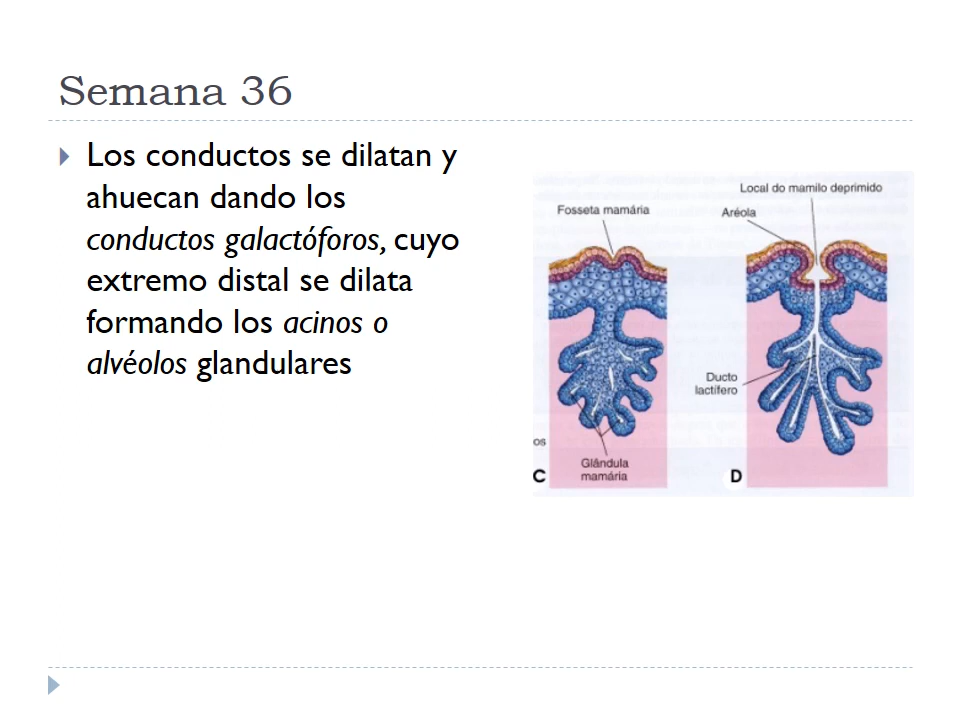 Semana 36
Los conductos se dilatan y
ahuecan dando los
conductos galactóforos, cuyo
extremo distal se dilata
formando los acinos o
alvéolos glandulares
Fosseta mamária
Local do mamilo deprimido
Aréola
Ducto
lactífero
os
Glândula
mamária
C
D